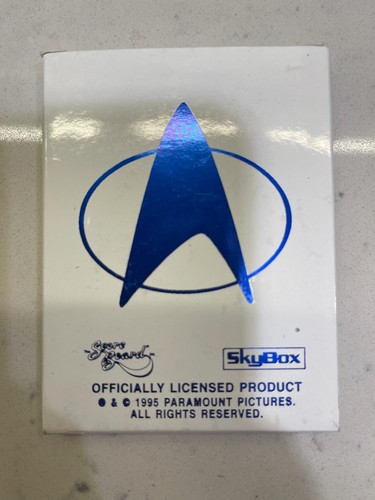 Score Board
SkyBox
OFFICIALLY LICENSED PRODUCT
® & © 1995 PARAMOUNT PICTURES.
ALL RIGHTS RESERVED.